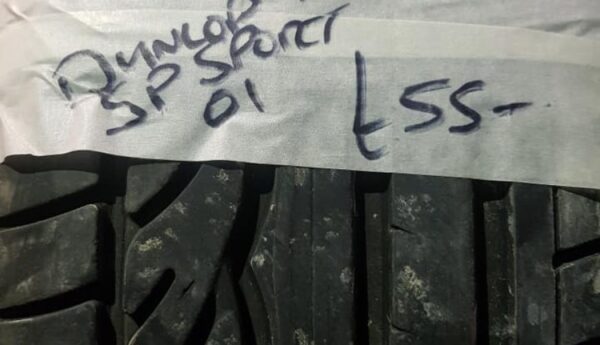 DUNLOP
SP SPORT
01
£55-